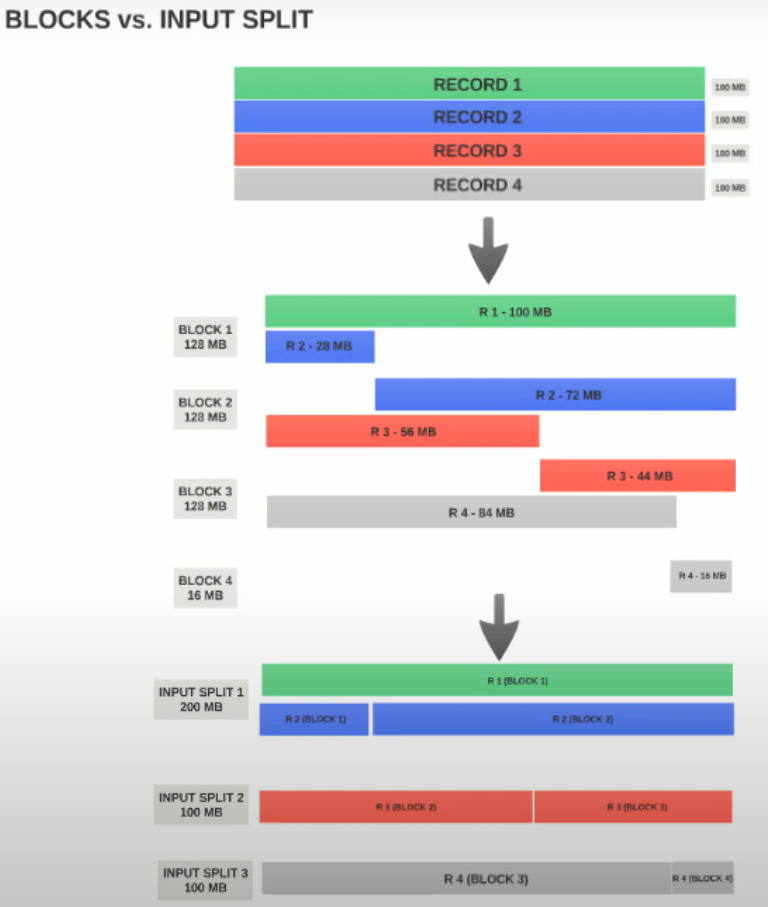 BLOCKS vs. INPUT SPLIT
RECORD 1
100 MB
RECORD 2
100 MB
RECORD 3
100 MB
RECORD 4
100 MB
R 1 - 100 MB
BLOCK 1
128 MB
R 2 - 28 MB
R 2 - 72 MB
BLOCK 2
128 MB
R 3 - 56 MB
R 3 - 44 MB
BLOCK 3
128 MB
R 4 - 84 MB
R 4 - 16 MB
BLOCK 4
16 MB
R 1 (BLOCK 1)
INPUT SPLIT 1
200 MB
R 2 (BLOCK 1)
R 2 (BLOCK 2)
INPUT SPLIT 2
100 MB
R 3 (BLOCK 2)
R 3 (BLOCK 3)
INPUT SPLIT 3
100 MB
R 4 (BLOCK 3)
R 4 (BLOCK 4)